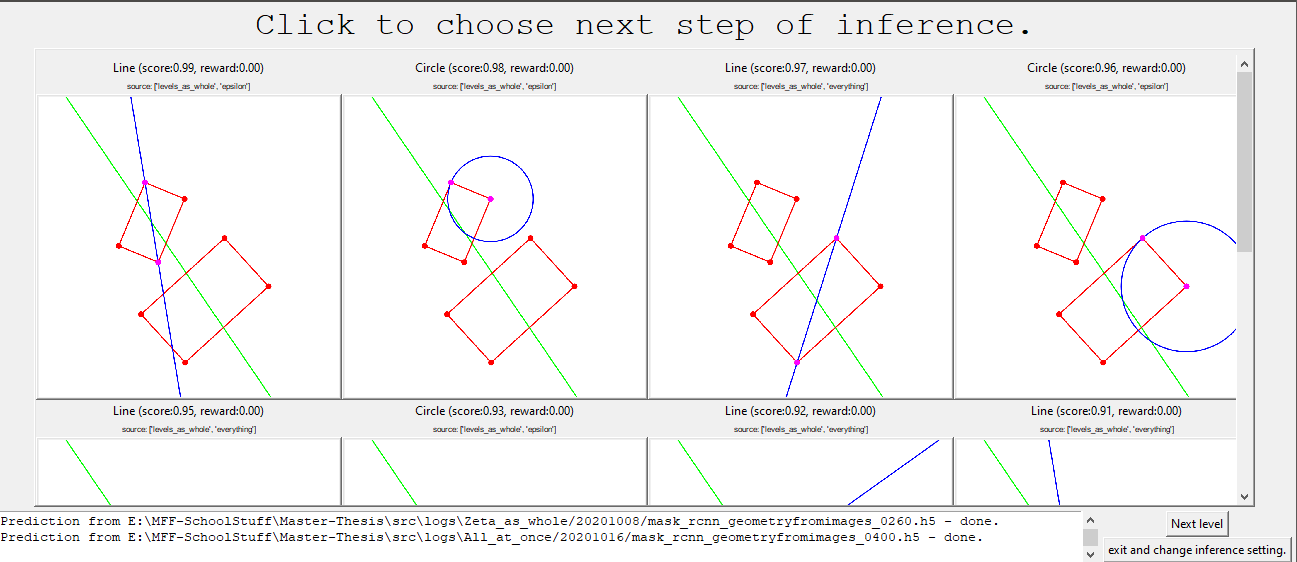 Click to choose next step of inference.
Line (score:0.99, reward:0.00)
source: ['levels_as_whole', 'epsilon']
Circle (score:0.98, reward:0.00)
source: ['levels_as_whole', 'epsilon']
Line (score:0.97, reward:0.00)
source: ['levels_as_whole', 'everything']
Circle (score:0.96, reward:0.00)
source: ['levels_as_whole', 'epsilon']
Line (score:0.95, reward:0.00)
source: ['levels_as_whole', 'everything']
Circle (score:0.93, reward:0.00)
source: ['levels_as_whole', 'epsilon']
Line (score:0.92, reward:0.00)
source: ['levels_as_whole', 'everything']
Line (score:0.91, reward:0.00)
source: ['levels_as_whole', 'everything']
Prediction from E:\MFF-SchoolStuff\Master-Thesis\src\logs\Zeta_as_whole/20201008/mask_rcnn_geometryfromimages_0260.h5 - done.
Prediction from E:\MFF-SchoolStuff\Master-Thesis\src\logs\All_at_once/20201016/mask_rcnn_geometryfromimages_0400.h5 - done.
Next level
exit and change inference setting.